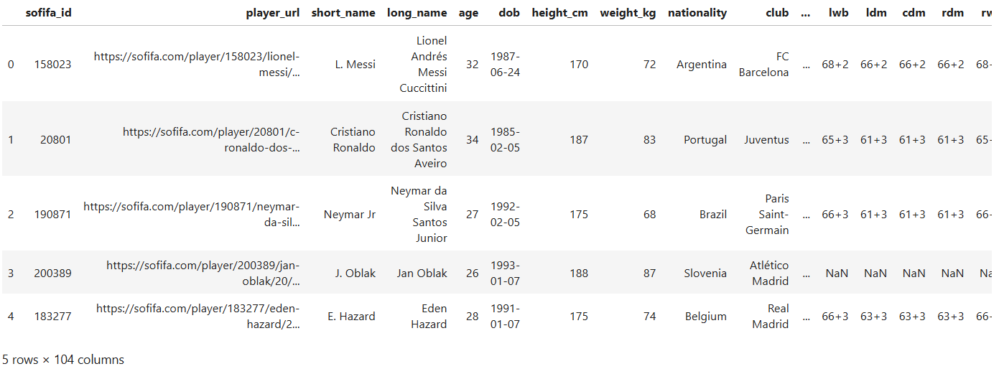 sofifa_id player_url short_name long_name age dob height_cm weight_kg nationality club ... lwb ldm cdm rdm rw
0 158023 https://sofifa.com/player/158023/lionel-messi/... L. Messi Lionel Andrés Messi Cuccittini 32 1987-06-24 170 72 Argentina FC Barcelona ... 68+2 66+2 66+2 66+2 68-
1 20801 https://sofifa.com/player/20801/c-ronaldo-dos-... Cristiano Ronaldo Cristiano Ronaldo dos Santos Aveiro 34 1985-02-05 187 83 Portugal Juventus ... 65+3 61+3 61+3 61+3 65-
2 190871 https://sofifa.com/player/190871/neymar-da-sil... Neymar Jr Neymar da Silva Santos Junior 27 1992-02-05 175 68 Brazil Paris Saint-Germain ... 66+3 61+3 61+3 61+3 66-
3 200389 https://sofifa.com/player/200389/jan-oblak/20/... J. Oblak Jan Oblak 26 1993-01-07 188 87 Slovenia Atlético Madrid ... NaN NaN NaN NaN Na
4 183277 https://sofifa.com/player/183277/eden-hazard/2... E. Hazard Eden Hazard 28 1991-01-07 175 74 Belgium Real Madrid ... 66+3 63+3 63+3 63+3 66-
5 rows × 104 columns